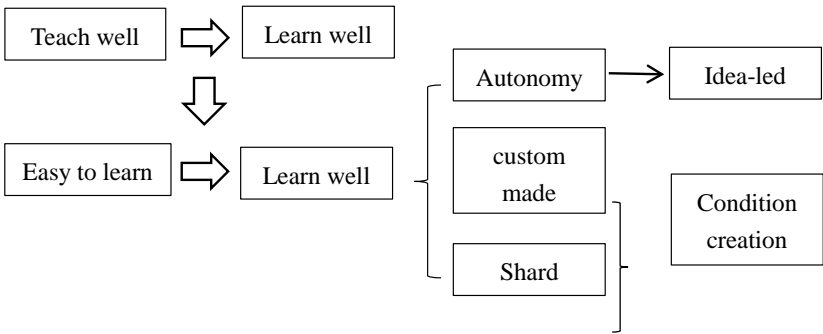 Teach well
Learn well
Autonomy
Idea-led
Easy to learn
Learn well
custom
made
Condition
creation
Shard